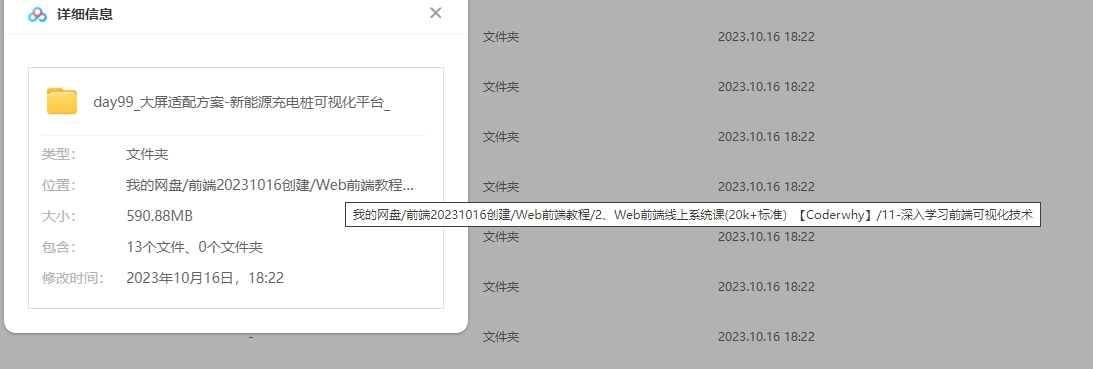 详细信息
day99_大屏适配方案-新能源充电桩可视化平台_
类型： 文件夹
位置： 我的网盘/前端20231016创建/Web前端教程...
大小： 590.88MB
包含： 13个文件、0个文件夹
修改时间： 2023年10月16日，18:22
我的网盘/前端20231016创建/Web前端教程/2、Web前端线上系统课(20k+标准) 【Coderwhy】/11-深入学习前端可视化技术
文件夹 2023.10.16 18:22
文件夹 2023.10.16 18:22
文件夹 2023.10.16 18:22
文件夹 2023.10.16 18:22
文件夹 2023.10.16 18:22
文件夹 2023.10.16 18:22
- 文件夹 2023.10.16 18:22